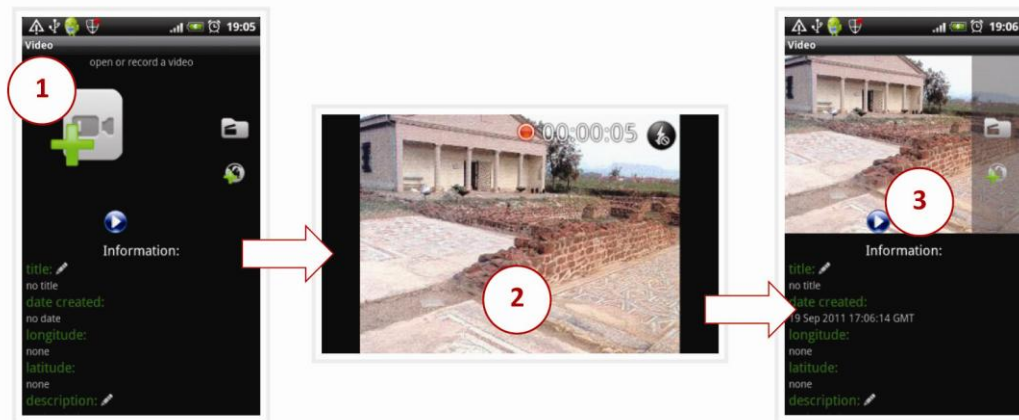 19:05
Video
open or record a video
1
Information:
title:
no title
date created:
no date
longitude:
none
latitude:
none
description:
00:00:05
2
19:06
Video
3
Information:
title:
no title
date created:
19 Sep 2011 17:06:14 GMT
longitude:
none
latitude:
none
description: